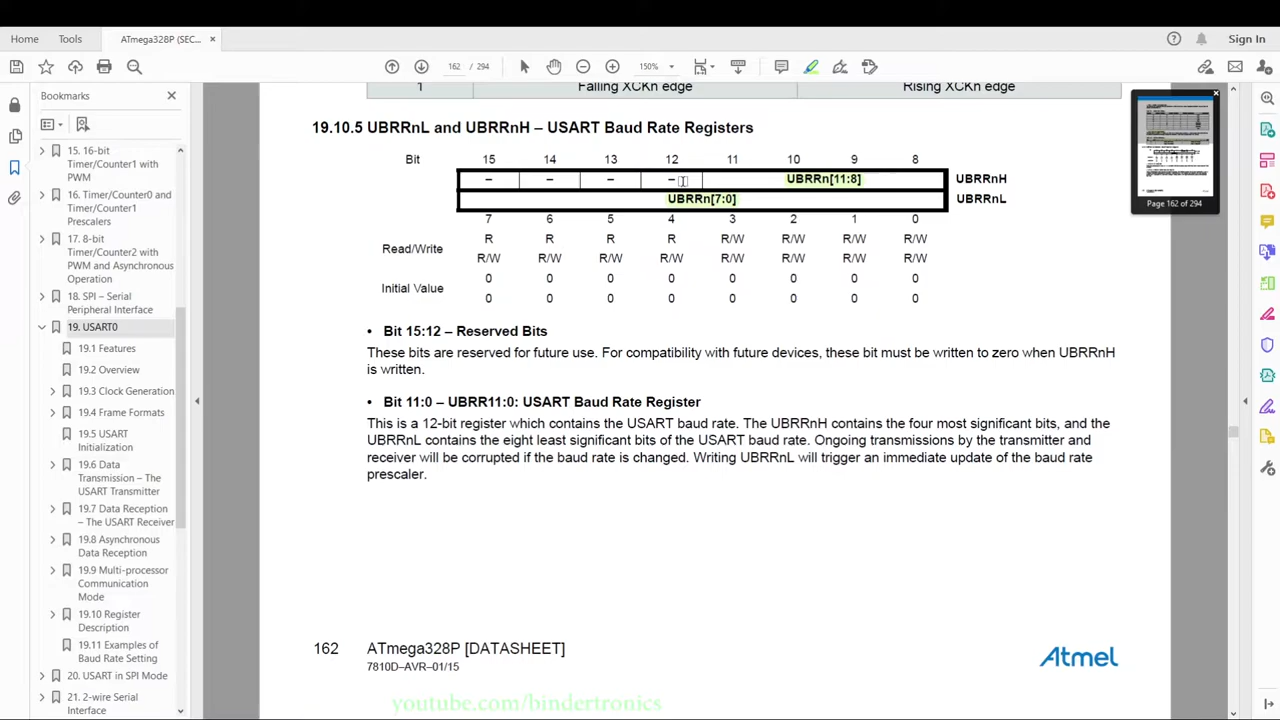 Home
Tools
ATmega328P (SEC...
Sign In
162 / 294
150%
Bookmarks
15. 16-bit
Timer/Counter1 with
PWM
16. Timer/Counter0 and
Timer/Counter1
Prescalers
17. 8-bit
Timer/Counter2 with
PWM and Asynchronous
Operation
18. SPI – Serial
Peripheral Interface
19. USART0
19.1 Features
19.2 Overview
19.3 Clock Generation
19.4 Frame Formats
19.5 USART
Initialization
19.6 Data
Transmission – The
USART Transmitter
19.7 Data Reception
– The USART Receiver
19.8 Asynchronous
Data Reception
19.9 Multi-processor
Communication
Mode
19.10 Register
Description
19.11 Examples of
Baud Rate Setting
20. USART in SPI Mode
21. 2-wire Serial
Interface
1 Falling XCKn edge Rising XCKn edge
19.10.5 UBRRnL and UBRRnH – USART Baud Rate Registers
Bit 15 14 13 12 11 10 9 8
– – – – UBRRn[11:8] UBRRnH
UBRRn[7:0] UBRRnL
7 6 5 4 3 2 1 0
Read/Write
R R R R R/W R/W R/W R/W
R/W R/W R/W R/W R/W R/W R/W R/W
Initial Value
0 0 0 0 0 0 0 0
0 0 0 0 0 0 0 0
• Bit 15:12 – Reserved Bits
These bits are reserved for future use. For compatibility with future devices, these bit must be written to zero when UBRRnH
is written.
• Bit 11:0 – UBRR11:0: USART Baud Rate Register
This is a 12-bit register which contains the USART baud rate. The UBRRnH contains the four most significant bits, and the
UBRRnL contains the eight least significant bits of the USART baud rate. Ongoing transmissions by the transmitter and
receiver will be corrupted if the baud rate is changed. Writing UBRRnL will trigger an immediate update of the baud rate
prescaler.
162 ATmega328P [DATASHEET]
7810D–AVR–01/15
Atmel
youtube.com/bindertronics
Page 162 of 294